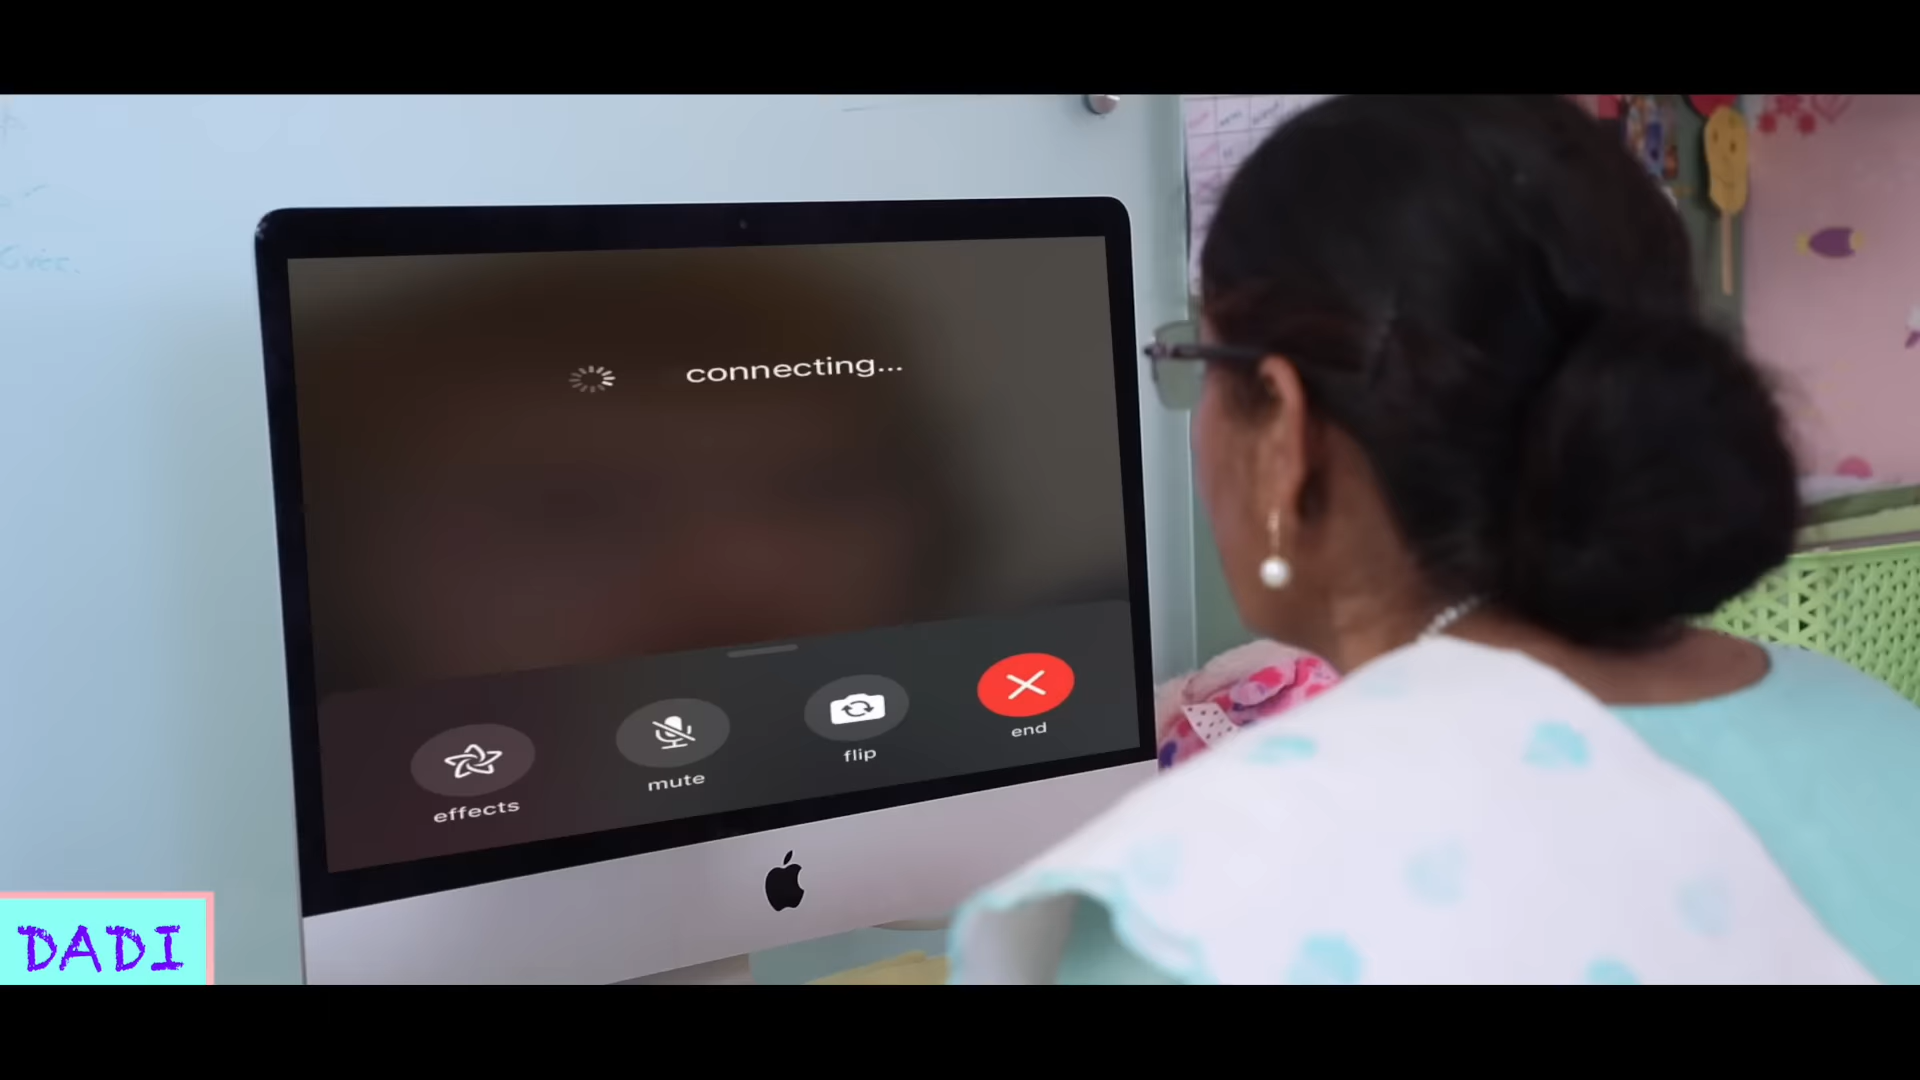 connecting...
effects
mute
flip
end
DADI